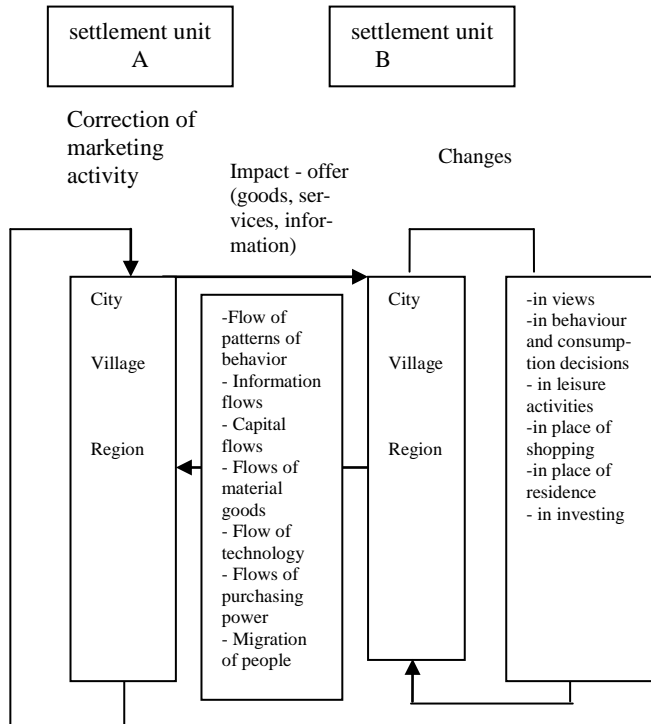 settlement unit
A
settlement unit
B
Correction of
marketing
activity
Impact - offer
(goods, ser-
vices, infor-
mation)
Changes
City
Village
Region
-Flow of
patterns of
behavior
- Information
flows
- Capital
flows
- Flows of
material
goods
- Flow of
technology
- Flows of
purchasing
power
- Migration
of people
City
Village
Region
-in views
-in behaviour
and consump-
tion decisions
- in leisure
activities
-in place of
shopping
-in place of
residence
- in investing